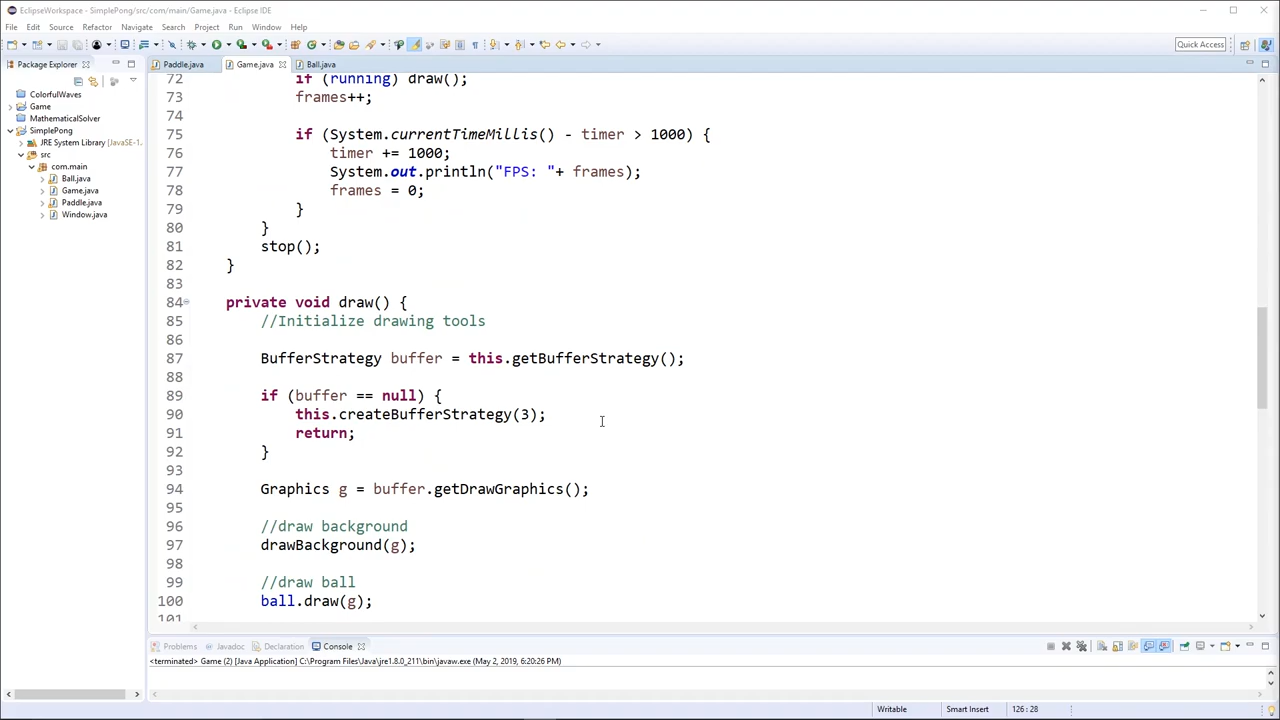 EclipseWorkspace - SimplePong/src/com/main/Game.java - Eclipse IDE
File Edit Source Refactor Navigate Search Project Run Window Help
Quick Access
Package Explorer
Paddle.java Game.java Ball.java
ColorfulWaves
Game
MathematicalSolver
SimplePong
JRE System Library [JavaSE-1.
src
com.main
Ball.java
Game.java
Paddle.java
Window.java
72 if (running) draw();
73 frames++;
74
75 if (System.currentTimeMillis() - timer > 1000) {
76 timer += 1000;
77 System.out.println("FPS: "+ frames);
78 frames = 0;
79 }
80 }
81 stop();
82 }
83
84 private void draw() {
85 //Initialize drawing tools
86
87 BufferStrategy buffer = this.getBufferStrategy();
88
89 if (buffer == null) {
90 this.createBufferStrategy(3);
91 return;
92 }
93
94 Graphics g = buffer.getDrawGraphics();
95
96 //draw background
97 drawBackground(g);
98
99 //draw ball
100 ball.draw(g);
101
Problems Javadoc Declaration Console
<terminated> Game (2) [Java Application] C:\Program Files\Java\jre1.8.0_211\bin\javaw.exe (May 2, 2019, 6:20:26 PM)
Writable Smart Insert 126 : 28